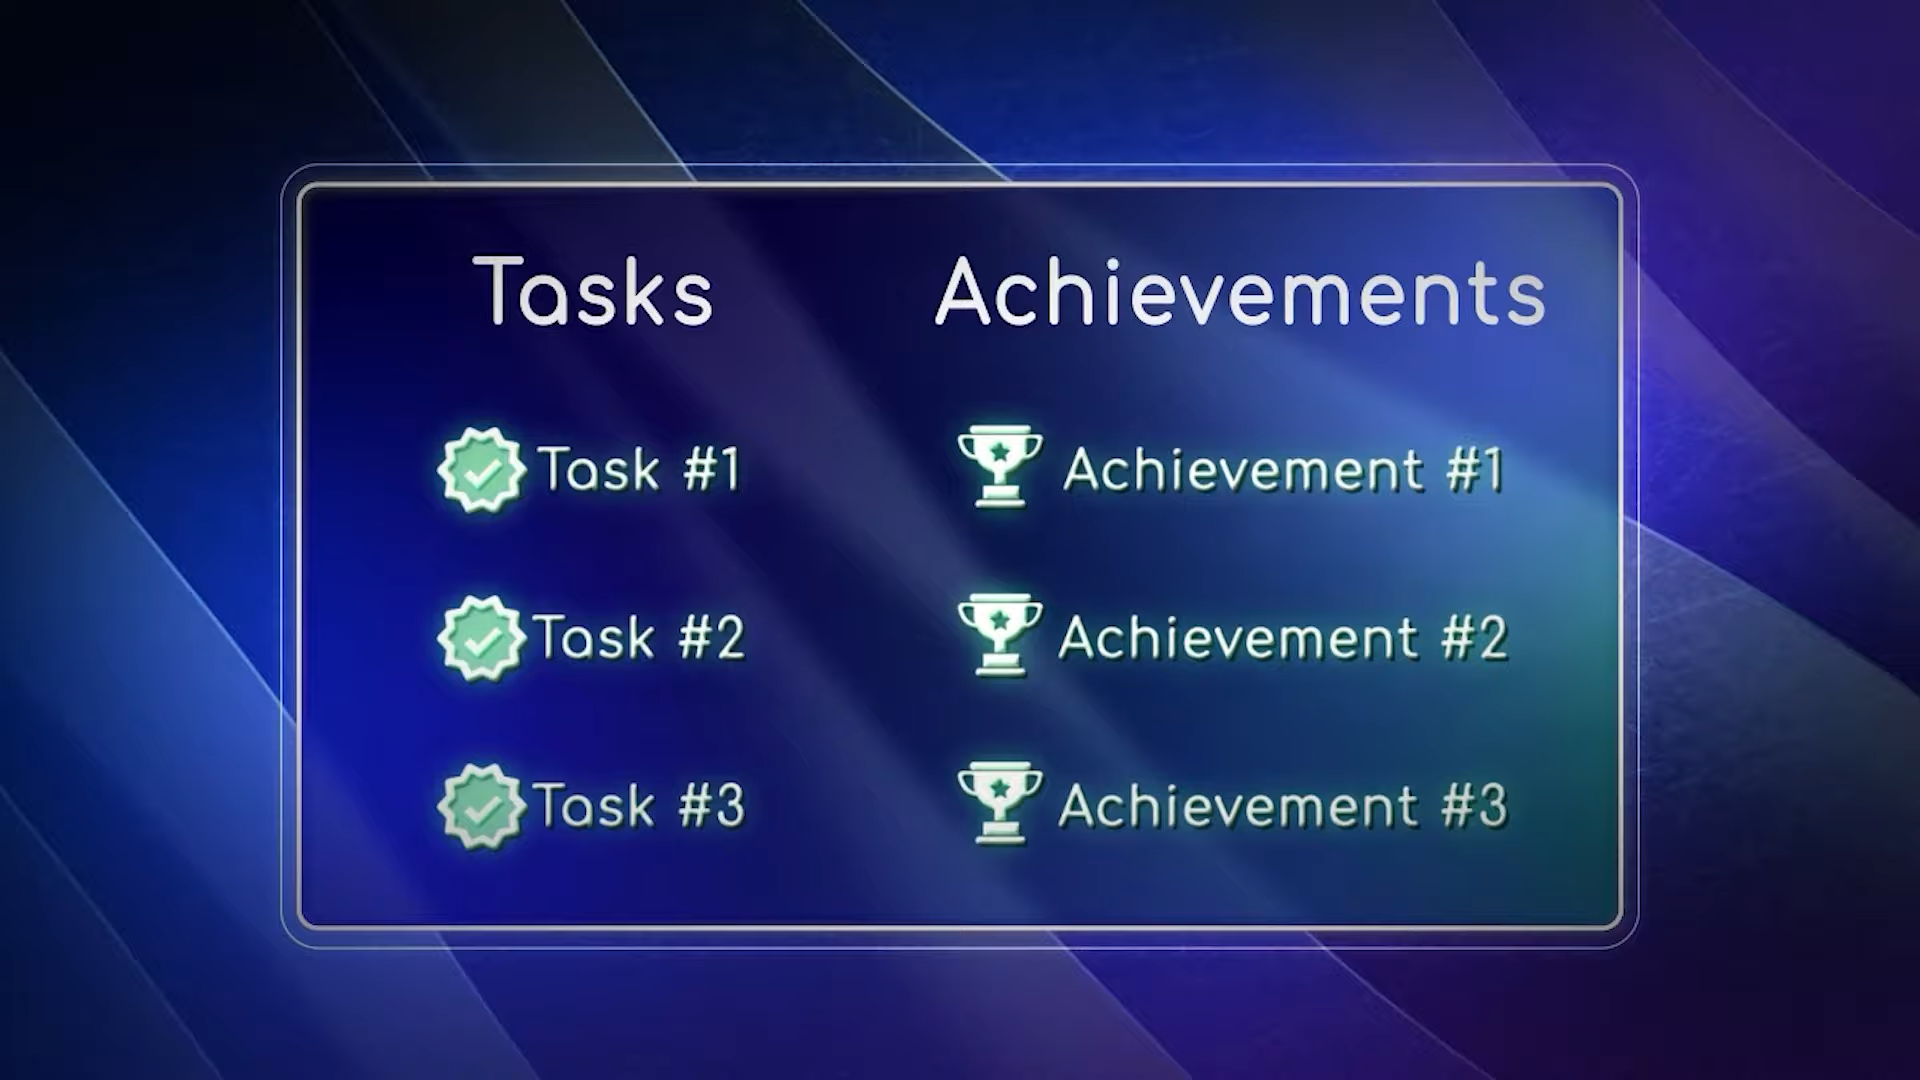 Tasks
Achievements
Task #1
Achievement #1
Task #2
Achievement #2
Task #3
Achievement #3